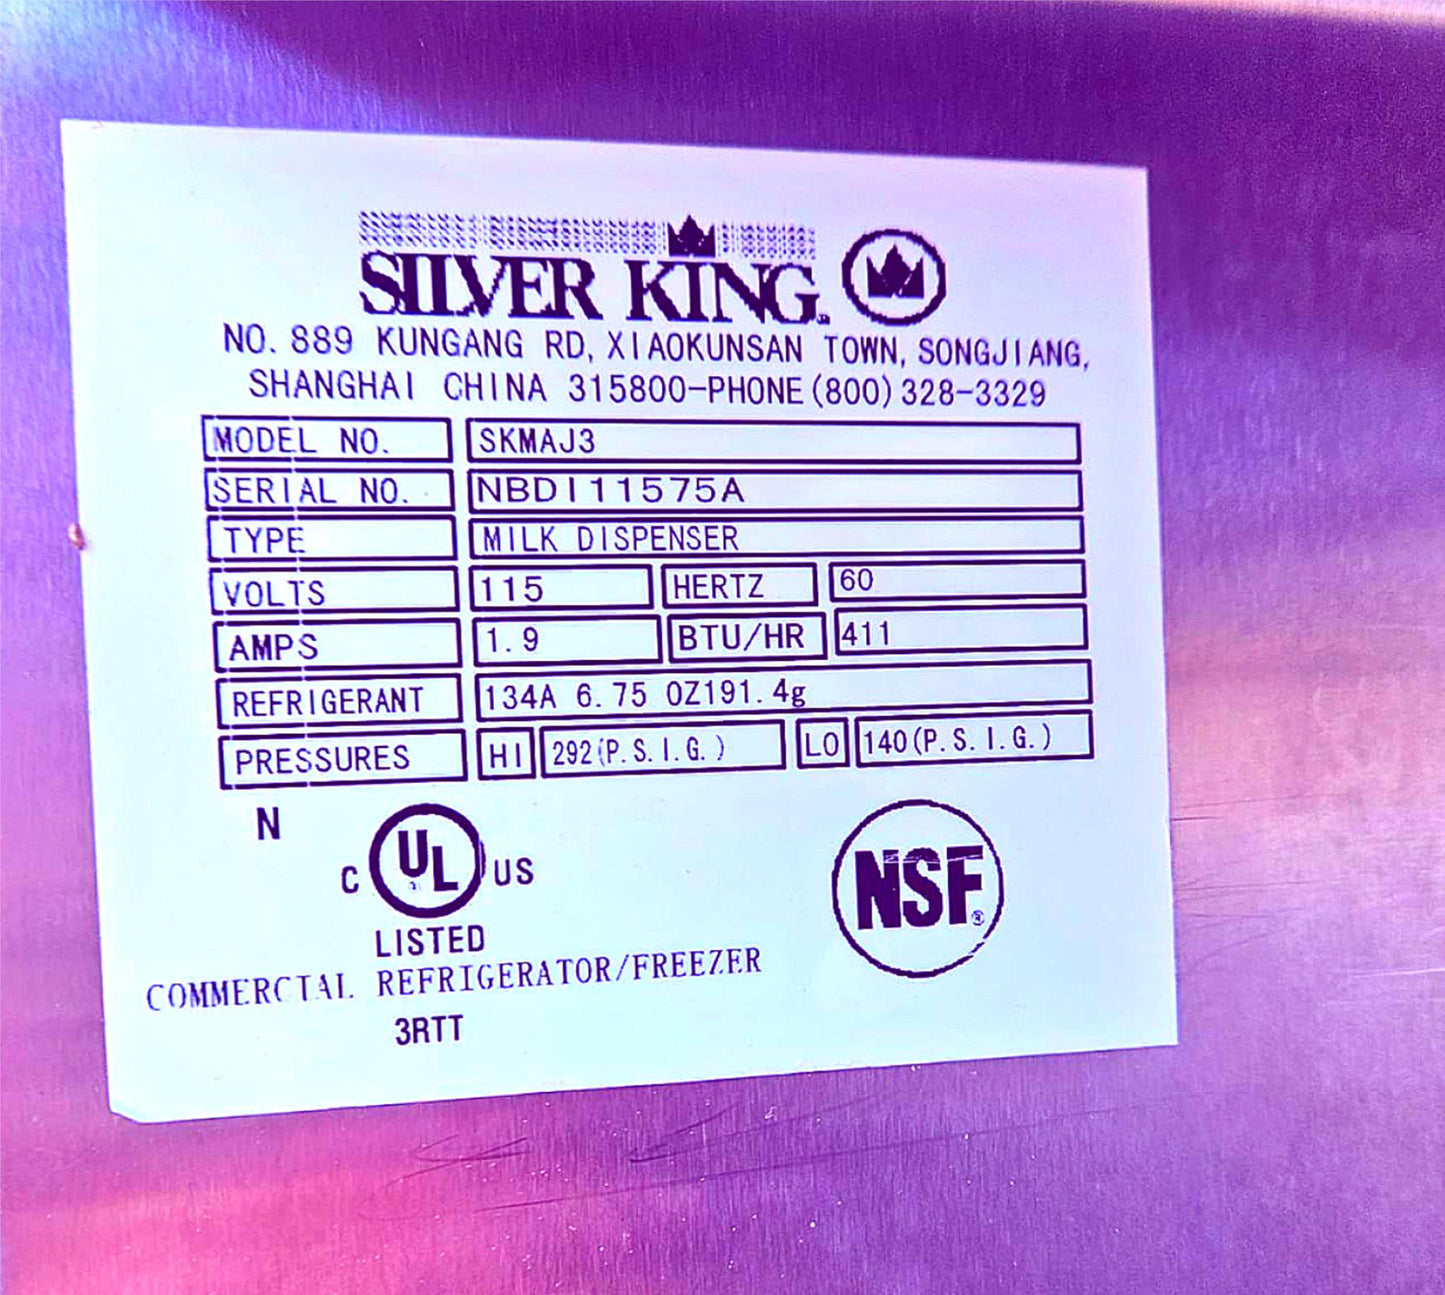 SILVER KING.
NO. 889 KUNGANG RD, XIAOKUNSAN TOWN, SONGJIANG,
SHANGHAI CHINA 315800-PHONE(800)328-3329
MODEL NO. SKMAJ3
SERIAL NO. NBDI11575A
TYPE MILK DISPENSER
VOLTS 115 HERTZ 60
AMPS 1.9 BTU/HR 411
REFRIGERANT 134A 6.75 OZ191.4g
PRESSURES HI 292(P.S.I.G.) LO 140(P.S.I.G.)
N
C UL US
LISTED
NSF®
COMMERCIAL REFRIGERATOR/FREEZER
3RTT